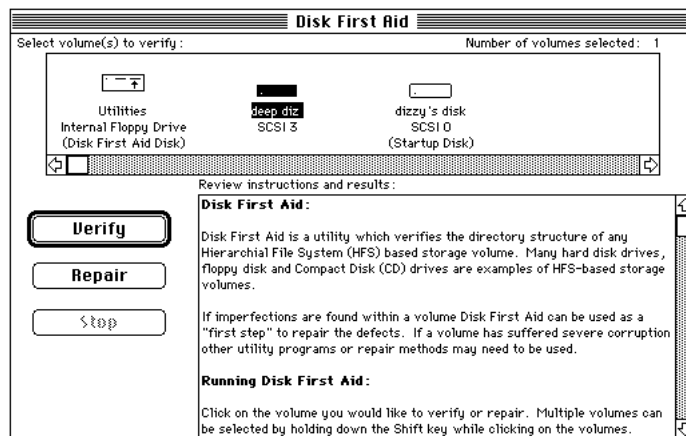 Disk First Aid
Select volume(s) to verify:
Number of volumes selected: 1
Utilities
Internal Floppy Drive
(Disk First Aid Disk)
deep diz
SCSI 3
dizzy's disk
SCSI 0
(Startup Disk)
Review instructions and results:
Verify
Repair
Stop
Disk First Aid:
Disk First Aid is a utility which verifies the directory structure of any
Hierarchial File System (HFS) based storage volume. Many hard disk drives,
floppy disk and Compact Disk (CD) drives are examples of HFS-based storage
volumes.
If imperfections are found within a volume Disk First Aid can be used as a
"first step" to repair the defects. If a volume has suffered severe corruption
other utility programs or repair methods may need to be used.
Running Disk First Aid:
Click on the volume you would like to verify or repair. Multiple volumes can
be selected by holding down the Shift key while clicking on the volumes.